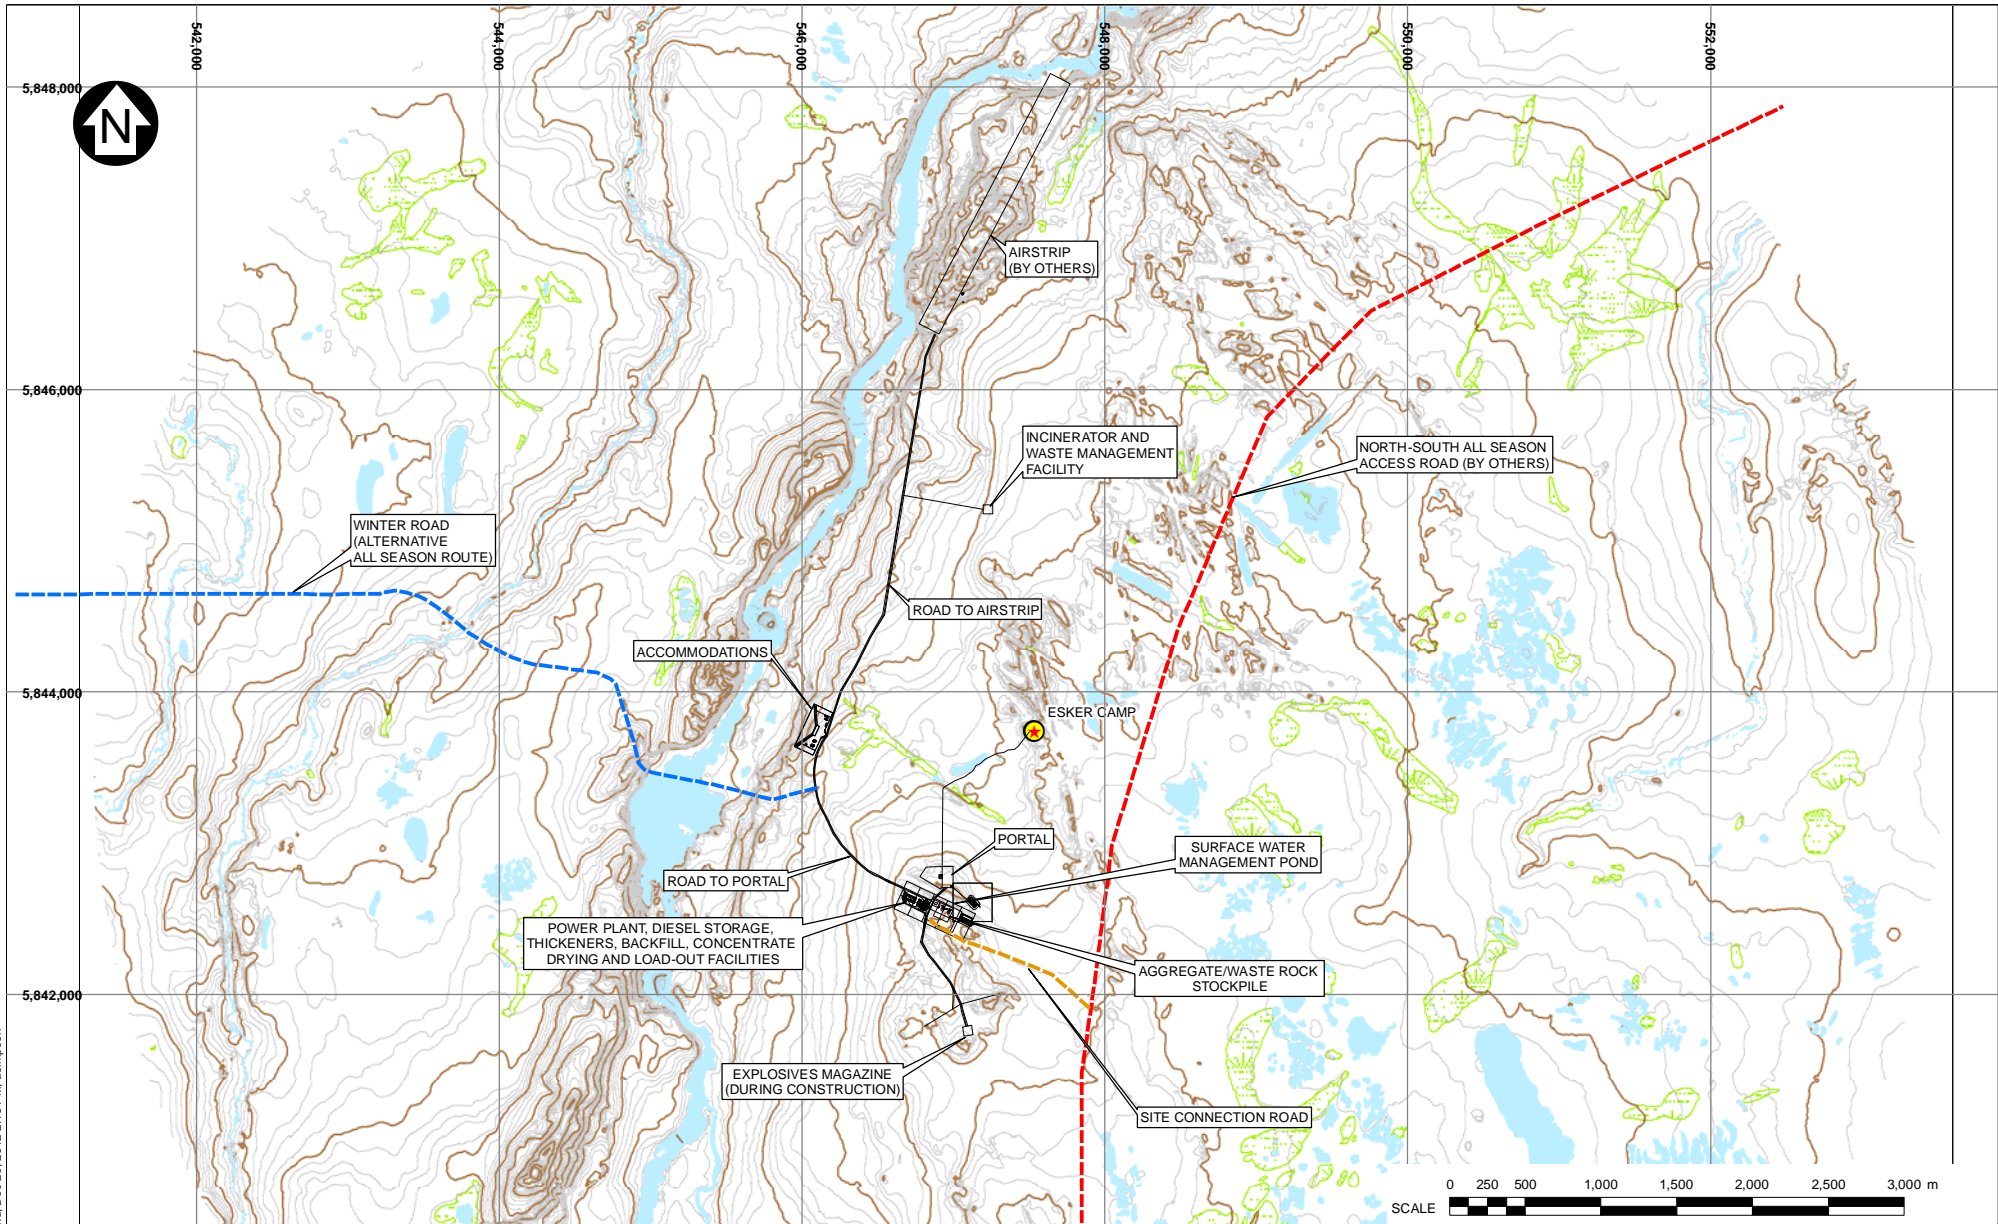 542,000
544,000
546,000
548,000
550,000
552,000
5,848,000
N
AIRSTRIP
(BY OTHERS)
5,846,000
INCINERATOR AND
WASTE MANAGEMENT
FACILITY
NORTH-SOUTH ALL SEASON
ACCESS ROAD (BY OTHERS)
WINTER ROAD
(ALTERNATIVE
ALL SEASON ROUTE)
ROAD TO AIRSTRIP
ACCOMMODATIONS
5,844,000
ESKER CAMP
PORTAL
SURFACE WATER
MANAGEMENT POND
ROAD TO PORTAL
POWER PLANT, DIESEL STORAGE,
THICKENERS, BACKFILL, CONCENTRATE
DRYING AND LOAD-OUT FACILITIES
AGGREGATE/WASTE ROCK
STOCKPILE
5,842,000
EXPLOSIVES MAGAZINE
(DURING CONSTRUCTION)
SITE CONNECTION ROAD
SCALE
0 250 500 1,000 1,500 2,000 2,500 3,000 m